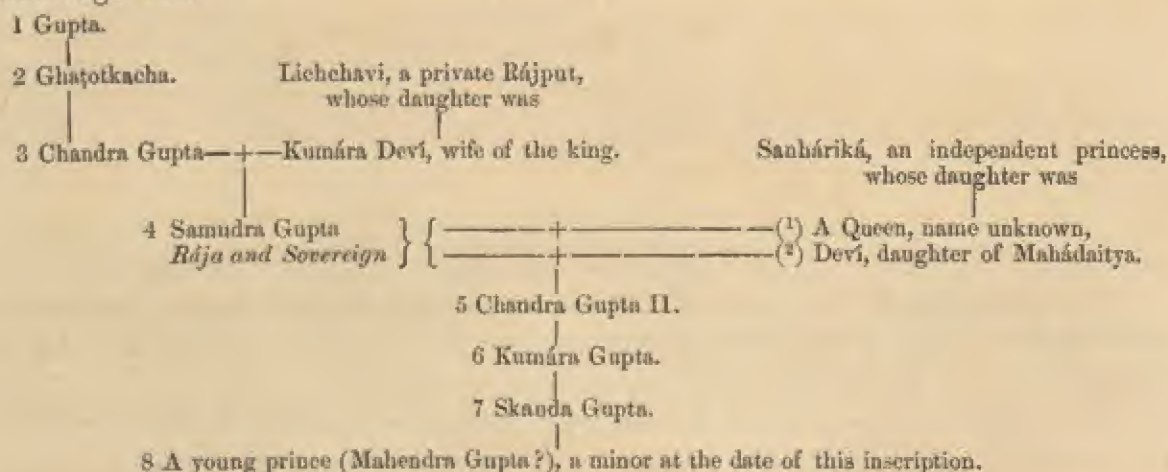 1 Gupta.
2 Ghaṭotkacha. Lichchavi, a private Rájput,
whose daughter was
3 Chandra Gupta—+—Kumára Deví, wife of the king. Sanháriká, an independent princess,
whose daughter was
4 Samudra Gupta } { —+— (1) A Queen, name unknown,
Rája and Sovereign } { —+— (2) Deví, daughter of Mahádaitya.
5 Chandra Gupta II.
6 Kumára Gupta.
7 Skanda Gupta.
8 A young prince (Mahendra Gupta?), a minor at the date of this inscription.